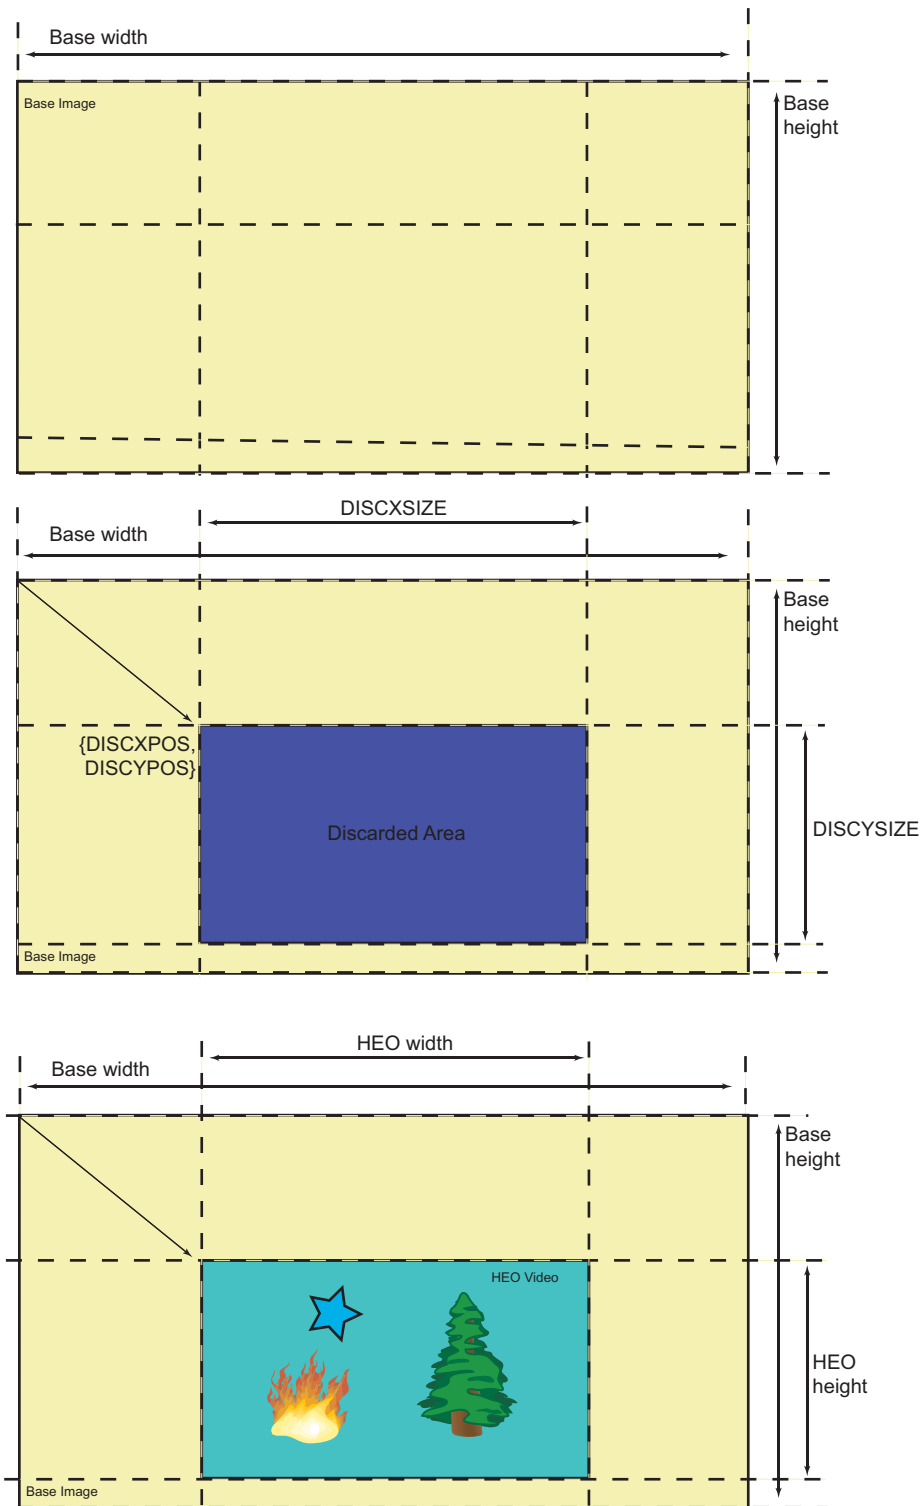 Base width
Base Image
Base
height
DISCXSIZE
Base width
Base
height
{DISCXPOS,
DISCYPOS}
Discarded Area
DISCYSIZE
Base Image
HEO width
Base width
Base
height
HEO Video
HEO
height
Base Image